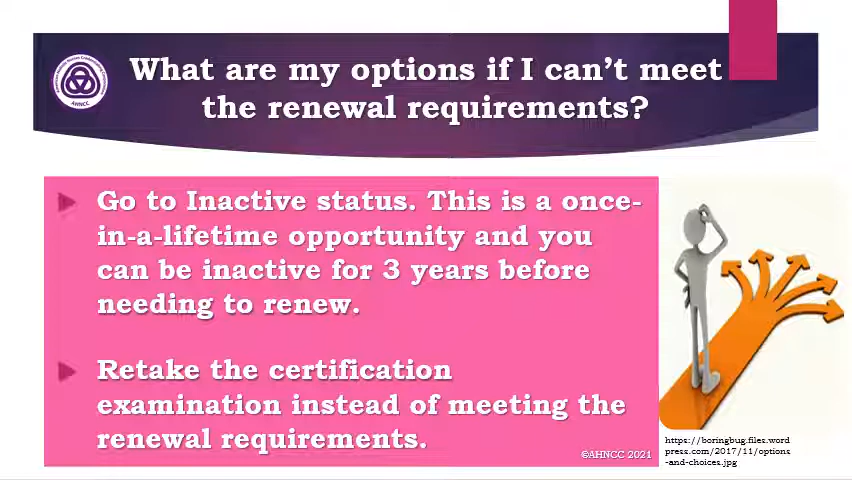 What are my options if I can’t meet
the renewal requirements?
AHNCC
Go to Inactive status. This is a once-
in-a-lifetime opportunity and you
can be inactive for 3 years before
needing to renew.
Retake the certification
examination instead of meeting the
renewal requirements.
©AHNCC 2021
https://boringbug.files.word
press.com/2017/11/options
-and-choices.jpg